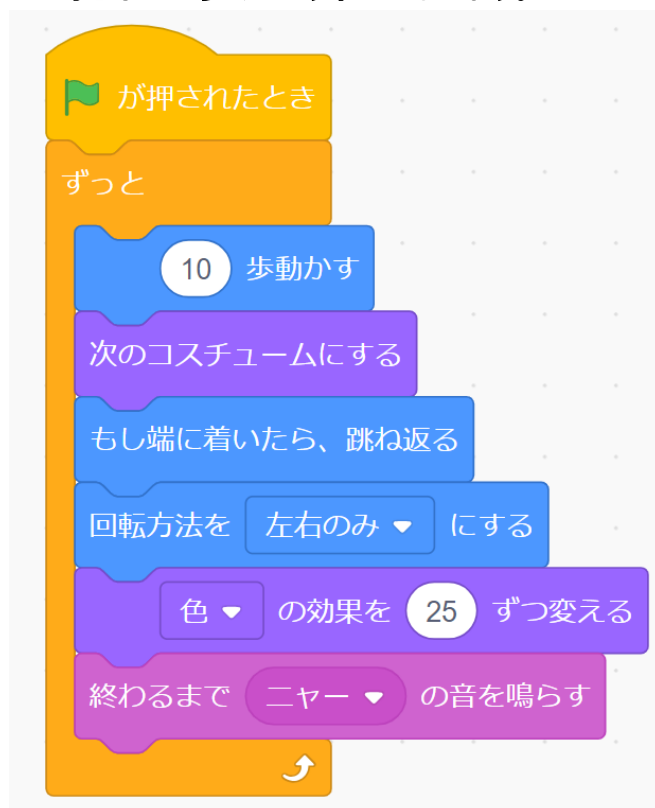 が押されたとき
ずっと
10 歩動かす
次のコスチュームにする
もし端に着いたら、跳ね返る
回転方法を 左右のみ にする
色 の効果を 25 ずつ変える
終わるまで ニャー の音を鳴らす